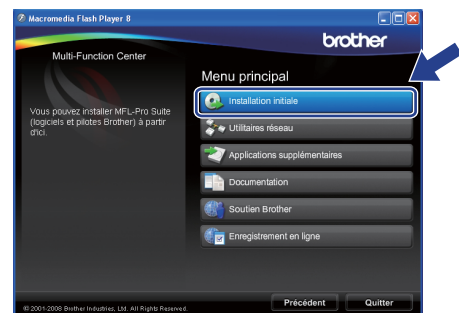 Macromedia Flash Player 8
brother
Multi-Function Center
Menu principal
Vous pouvez installer MFL-Pro Suite
(logiciels et pilotes Brother) à partir
d'ici.
Installation initiale
Utilitaires réseau
Applications supplémentaires
Documentation
Soutien Brother
Enregistrement en ligne
© 2001-2008 Brother Industries, Ltd. All Rights Reserved.
Précédent
Quitter